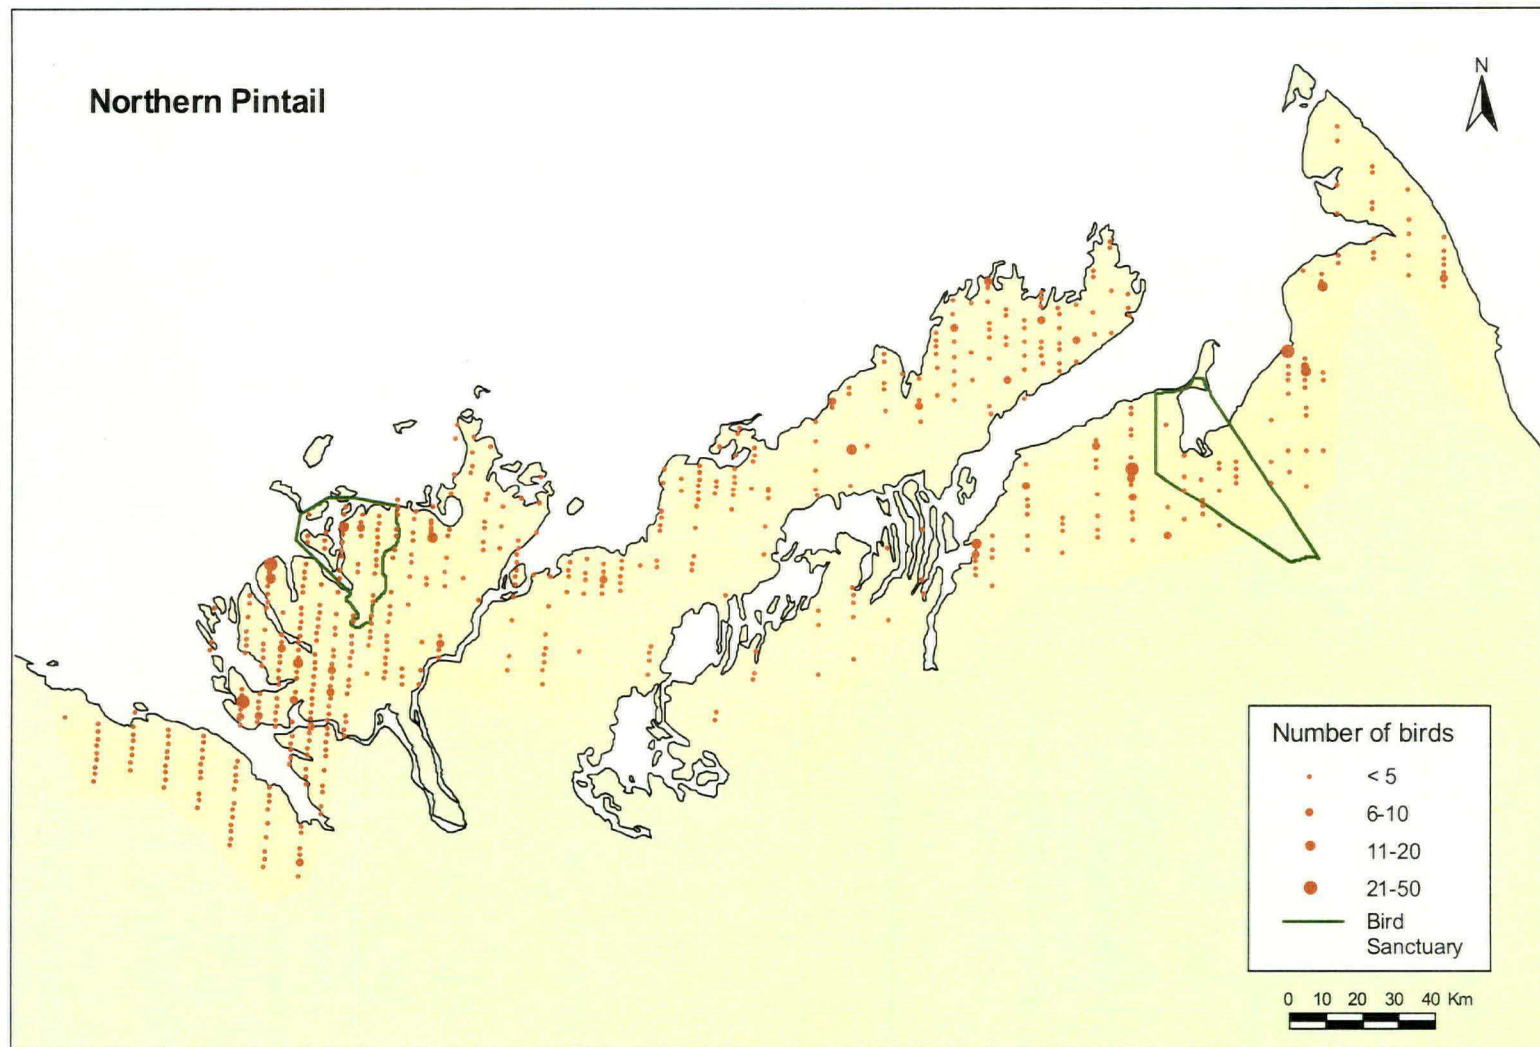 Northern Pintail
N
Number of birds
< 5
6-10
11-20
21-50
Bird
Sanctuary
0 10 20 30 40 Km